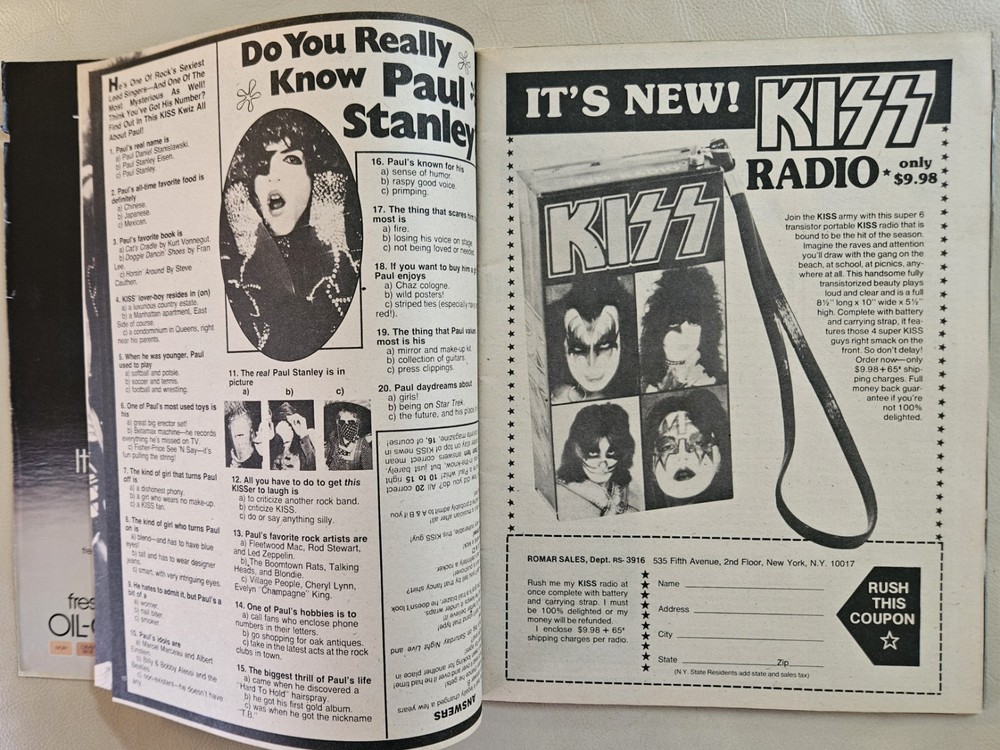 Do You Really
Know Paul
Stanley
He's One Of Rock's Sexiest
Lead Singers—And One Of The
Most Mysterious As Well!
Think You've Got His Number?
Find Out In This KISS Kwiz All
About Paul!
1. Paul's real name is
a) Paul Daniel Stanislawski.
b) Paul Stanley Eisen.
c) Paul Stanley.
2. Paul's all-time favorite food is
definitely
a) Chinese.
b) Japanese.
c) Mexican.
3. Paul's favorite book is
a) Cat's Cradle by Kurt Vonnegut.
b) Doggie Dancin' Shoes by Fran
Lee.
c) Horsin' Around By Steve
Cauthen.
4. KISS' lover-boy resides in (on)
a) a luxurious country estate.
b) a Manhattan apartment, East
Side of course.
c) a condominium in Queens, right
near his parents.
5. When he was younger, Paul
used to play
a) softball and potsie.
b) soccer and tennis.
c) football and wrestling.
6. One of Paul's most used toys is
his
a) great big erector set!
b) Betamax machine—he records
everything he's missed on TV.
c) Fisher-Price See 'N Say—it's
fun pulling the string!
7. The kind of girl that turns Paul
off is
a) a dishonest phony.
b) a girl who wears no make-up.
c) a KISS fan.
8. The kind of girl who turns Paul
on is
a) blond—and has to have blue
eyes!
b) tall and has to wear designer
jeans.
c) smart, with very intriguing eyes.
9. He hates to admit it, but Paul's a
bit of a
a) worrier.
b) nail biter.
c) smoker.
10. Paul's idols are
a) Marcel Marceau and Albert
Einstein.
b) Billy & Bobby Alessi and the
Beatles.
c) non-existent—he doesn't have
any.
11. The real Paul Stanley is in
picture
a) b) c)
12. All you have to do to get this
KISSer to laugh is
a) to criticize another rock band.
b) criticize KISS.
c) do or say anything silly.
13. Paul's favorite rock artists are
a) Fleetwood Mac, Rod Stewart,
and Led Zeppelin.
b) The Boomtown Rats, Talking
Heads, and Blondie.
c) Village People, Cheryl Lynn,
Evelyn "Champagne" King.
14. One of Paul's hobbies is to
a) call fans who enclose phone
numbers in their letters.
b) go shopping for oak antiques.
c) take in the latest acts at the rock
clubs in town.
15. The biggest thrill of Paul's life
a) came when he discovered a
"Hard To Hold" hairspray.
b) he got his first gold album.
c) was when he got the nickname
"T.B."
16. Paul's known for his
a) sense of humor.
b) raspy good voice.
c) primping.
17. The thing that scares him
most is
a) fire.
b) losing his voice on stage.
c) not being loved or needed.
18. If you want to buy him a
Paul enjoys
a) Chaz cologne.
b) wild posters!
c) striped ties (especially
red!).
19. The thing that Paul values
most is his
a) mirror and make-up kit.
b) collection of guitars.
c) press clippings.
20. Paul daydreams about
a) girls!
b) being on Star Trek.
c) the future, and his place
ANSWERS
IT'S NEW! KISS
RADIO only
$9.98
KISS
Join the KISS army with this super 6
transistor portable KISS radio that is
bound to be the hit of the season.
Imagine the raves and attention
you'll draw with the gang on the
beach, at school, at picnics, any-
where at all. This handsome fully
transistorized beauty plays
loud and clear and is a full
8½" long x 10" wide x 5½"
high. Complete with battery
and carrying strap, it fea-
tures those 4 super KISS
guys right smack on the
front. So don't delay!
Order now—only
$9.98 + 65¢ ship-
ping charges. Full
money back guar-
antee if you're
not 100%
delighted.
ROMAR SALES, Dept. RS-3916 535 Fifth Avenue, 2nd Floor, New York, N.Y. 10017
Rush me my KISS radio at
once complete with battery
and carrying strap. I must
be 100% delighted or my
money will be refunded.
I enclose $9.98 + 65¢
shipping charges per radio.
Name
Address
City
State Zip
(N.Y. State Residents add state and sales tax)
RUSH
THIS
COUPON